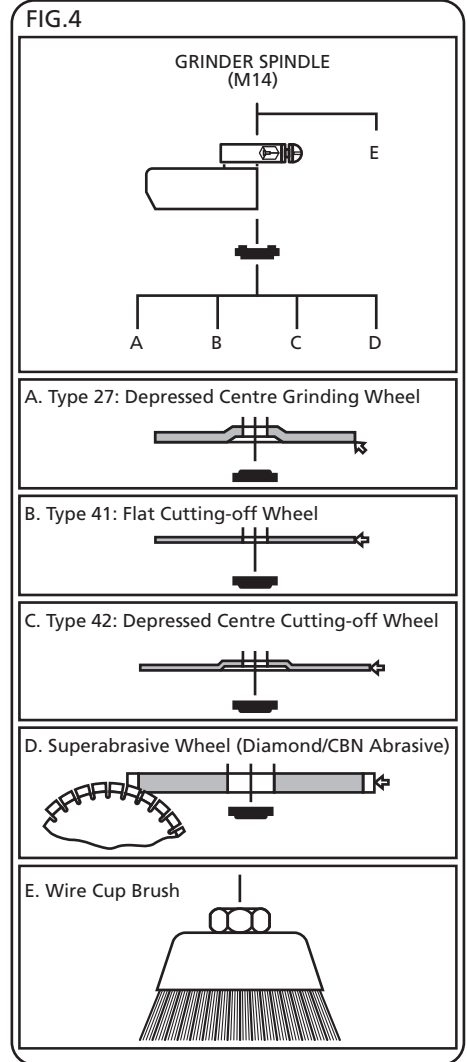 FIG.4
GRINDER SPINDLE
(M14)
E
A B C D
A. Type 27: Depressed Centre Grinding Wheel
B. Type 41: Flat Cutting-off Wheel
C. Type 42: Depressed Centre Cutting-off Wheel
D. Superabrasive Wheel (Diamond/CBN Abrasive)
E. Wire Cup Brush